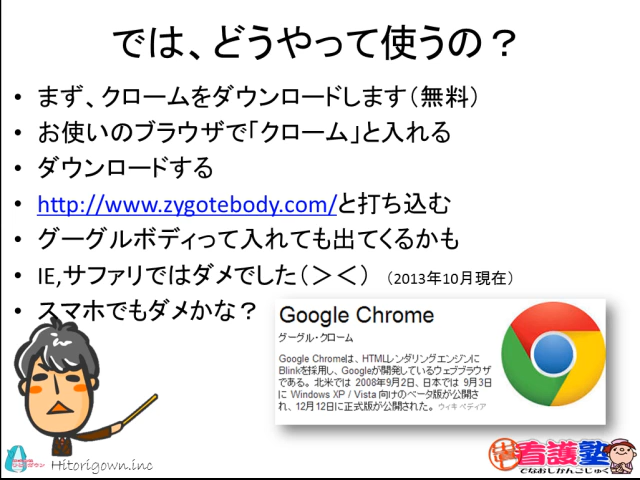 では、どうやって使うの？
• まず、クロームをダウンロードします（無料）
• お使いのブラウザで「クローム」と入れる
• ダウンロードする
• http://www.zygotebody.com/と打ち込む
• グーグルボディって入れても出てくるかも
• IE,サファリではダメでした（＞＜）（2013年10月現在）
• スマホでもダメかな？
Google Chrome
グーグル・クローム
Google Chromeは、HTMLレンダリングエンジンに
Blinkを採用し、Googleが開発しているウェブブラウザ
である。北米では 2008年9月2日、日本では 9月3日
に Windows XP / Vista 向けのベータ版が公開さ
れ、12月12日に正式版が公開された。 ウィキペディア
Hitorigown.inc
看護塾
でなおしかんごじゅく